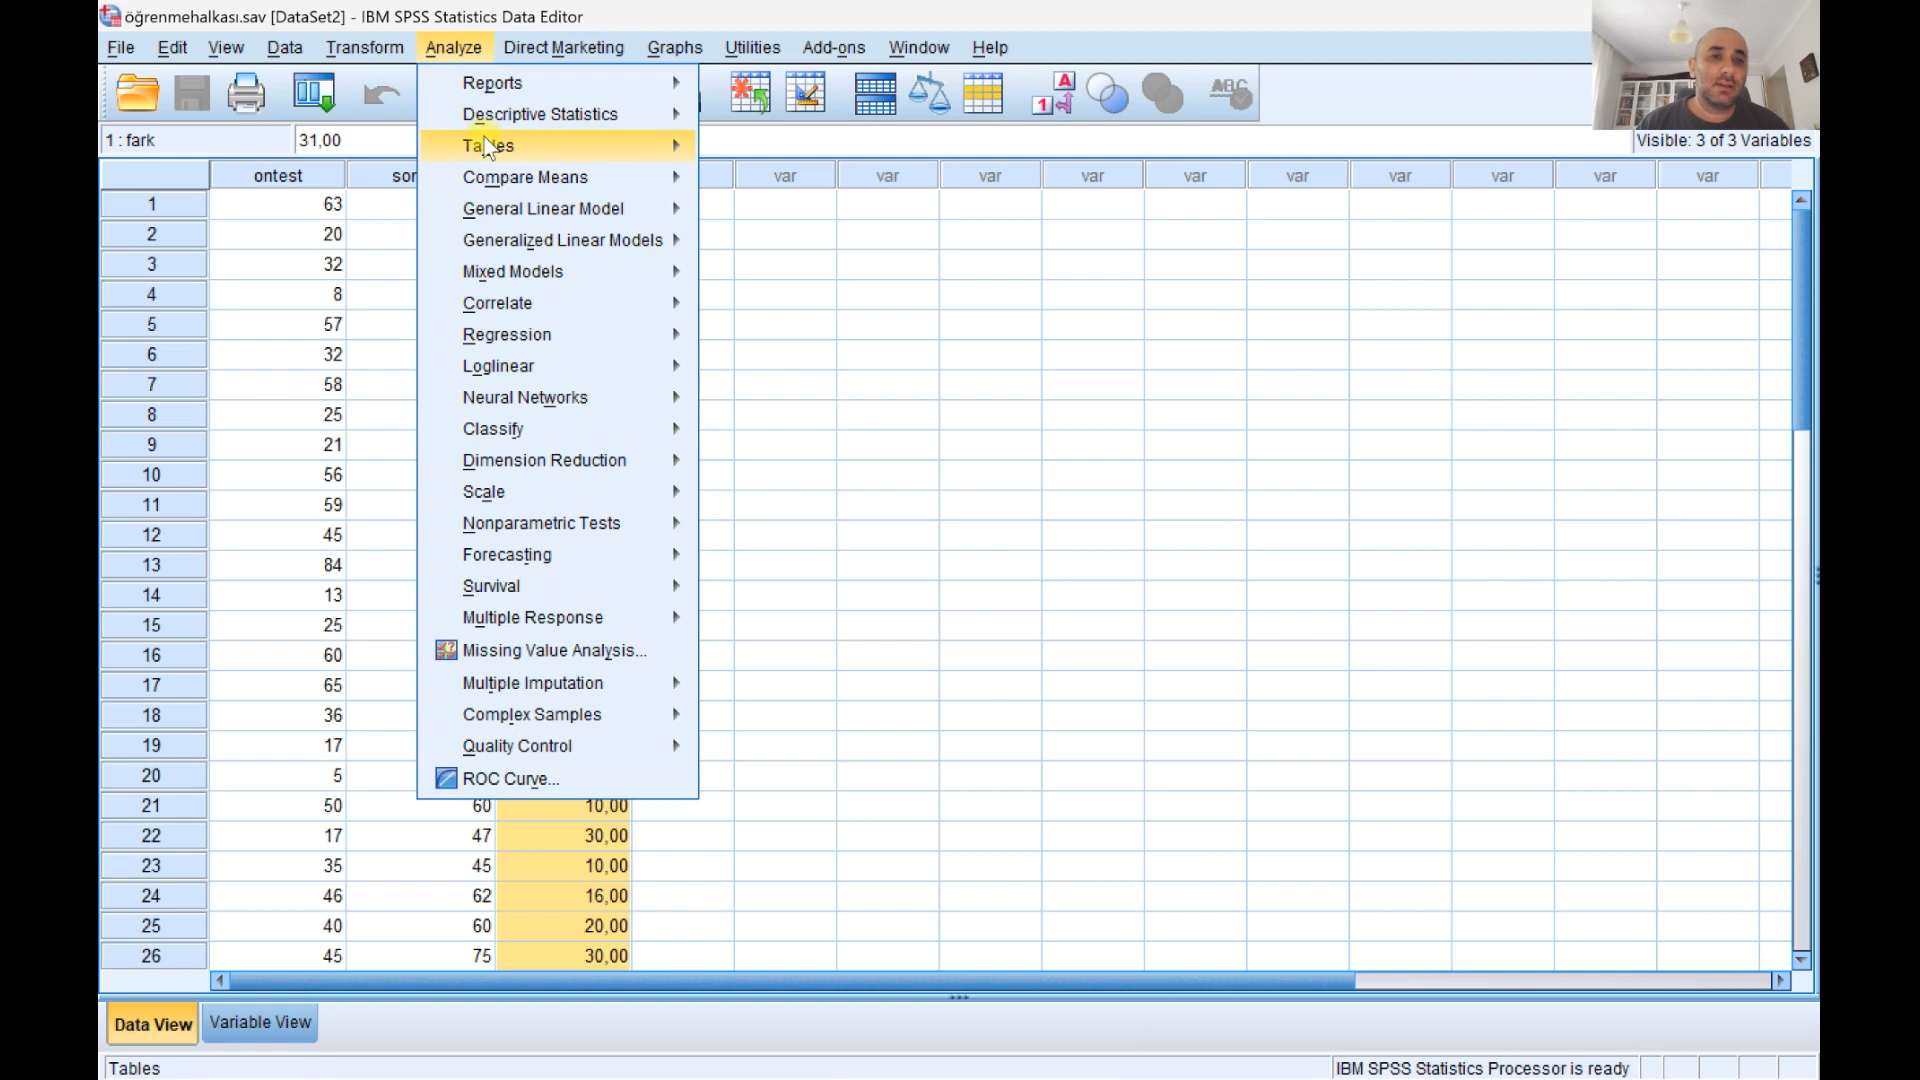 öğrenmehalkası.sav [DataSet2] - IBM SPSS Statistics Data Editor
File Edit View Data Transform Analyze Direct Marketing Graphs Utilities Add-ons Window Help
1 : fark 31,00 Visible: 3 of 3 Variables
Reports
Descriptive Statistics
Tables
Compare Means
General Linear Model
Generalized Linear Models
Mixed Models
Correlate
Regression
Loglinear
Neural Networks
Classify
Dimension Reduction
Scale
Nonparametric Tests
Forecasting
Survival
Multiple Response
Missing Value Analysis...
Multiple Imputation
Complex Samples
Quality Control
ROC Curve...
ontest var var var var var var var var var var
1 63
2 20
3 32
4 8
5 57
6 32
7 58
8 25
9 21
10 56
11 59
12 45
13 84
14 13
15 25
16 60
17 65
18 36
19 17
20 5
21 50 60 10,00
22 17 47 30,00
23 35 45 10,00
24 46 62 16,00
25 40 60 20,00
26 45 75 30,00
Data View Variable View
Tables IBM SPSS Statistics Processor is ready